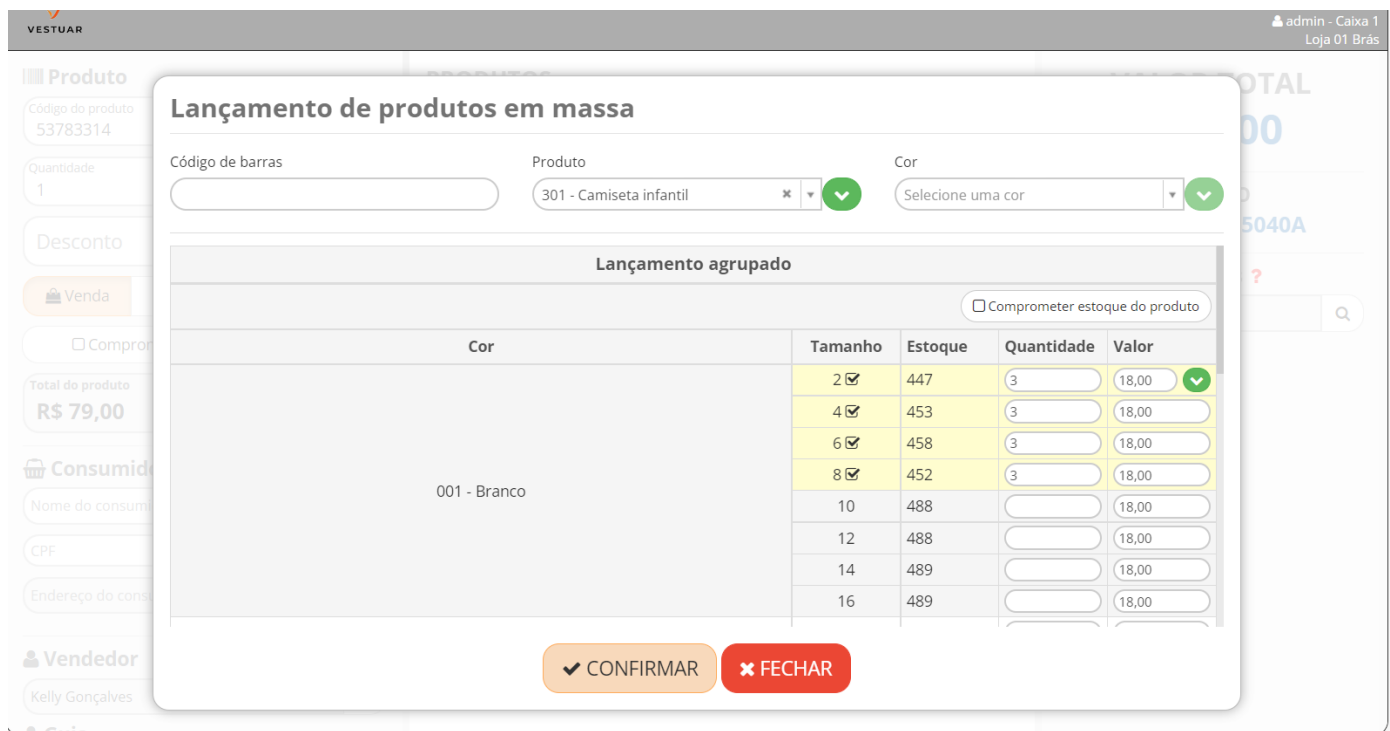 VESTUAR
admin - Caixa 1
Loja 01 Brás
Produto
Código do produto
53783314
Quantidade
1
Desconto
Venda
Total do produto
R$ 79,00
Nome do consum
CPF
Endereço do cons
Vendedor
Kelly Gonçalves
PRODUTOS
OTAL
00
5040A
?
Lançamento de produtos em massa
Código de barras
Produto
Cor
301 - Camiseta infantil
Selecione uma cor
Lançamento agrupado
Comprometer estoque do produto
Cor Tamanho Estoque Quantidade Valor
001 - Branco
2 447 3 18,00
4 453 3 18,00
6 458 3 18,00
8 452 3 18,00
10 488 18,00
12 488 18,00
14 489 18,00
16 489 18,00
CONFIRMAR
FECHAR